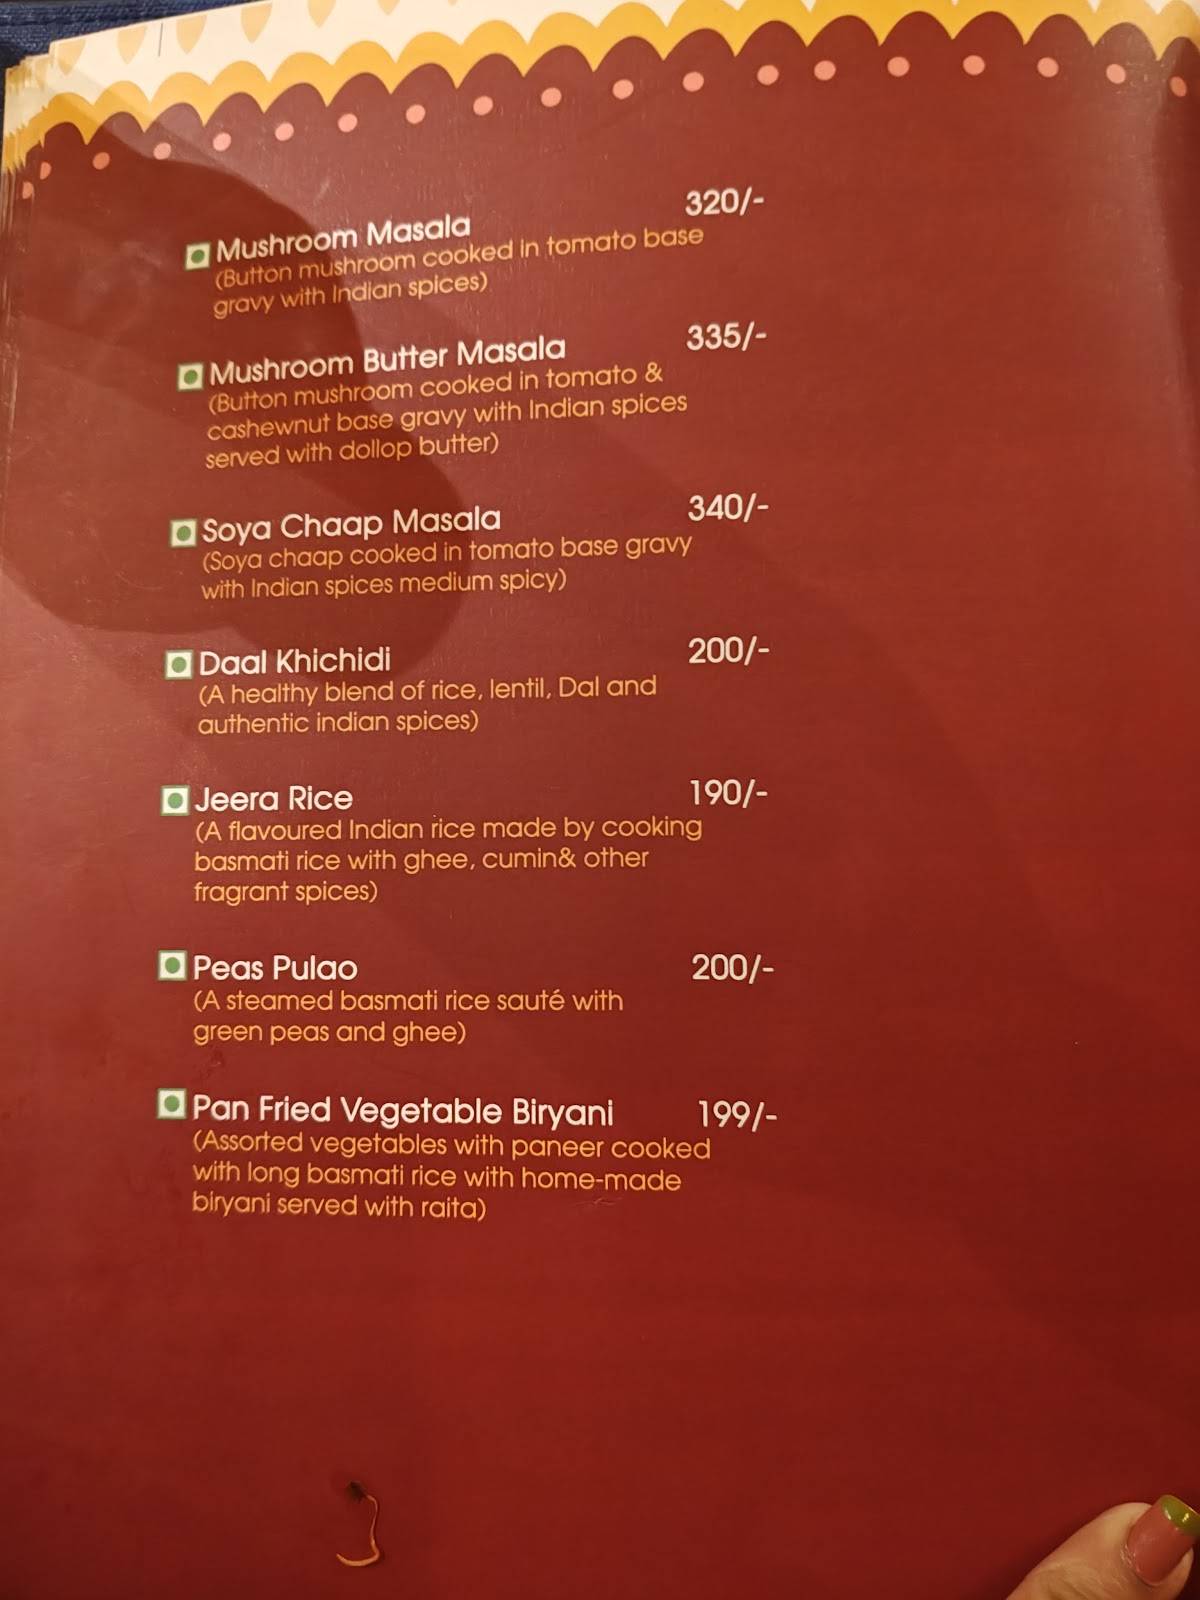 Mushroom Masala 320/-
(Button mushroom cooked in tomato base
gravy with Indian spices)
Mushroom Butter Masala 335/-
(Button mushroom cooked in tomato &
cashewnut base gravy with Indian spices
served with dollop butter)
Soya Chaap Masala 340/-
(Soya chaap cooked in tomato base gravy
with Indian spices medium spicy)
Daal Khichidi 200/-
(A healthy blend of rice, lentil, Dal and
authentic indian spices)
Jeera Rice 190/-
(A flavoured Indian rice made by cooking
basmati rice with ghee, cumin& other
fragrant spices)
Peas Pulao 200/-
(A steamed basmati rice sauté with
green peas and ghee)
Pan Fried Vegetable Biryani 199/-
(Assorted vegetables with paneer cooked
with long basmati rice with home-made
biryani served with raita)